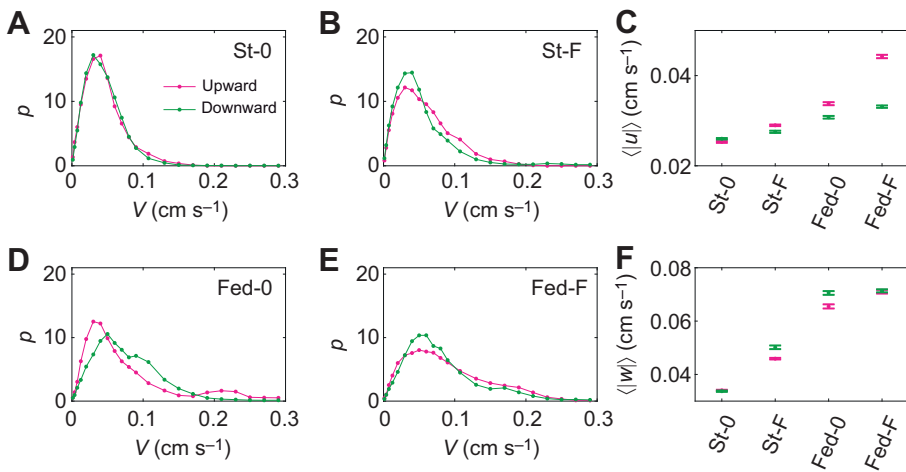 A
St-0
20
10
0
p
Upward
Downward
0 0.1 0.2 0.3
V (cm s–1)
B
St-F
20
10
0
p
0 0.1 0.2 0.3
V (cm s–1)
C
0.04
0.02
⟨|u|⟩ (cm s–1)
St-0
St-F
Fed-0
Fed-F
D
Fed-0
20
10
0
p
0 0.1 0.2 0.3
V (cm s–1)
E
Fed-F
20
10
0
p
0 0.1 0.2 0.3
V (cm s–1)
F
0.08
0.06
0.04
⟨|w|⟩ (cm s–1)
St-0
St-F
Fed-0
Fed-F